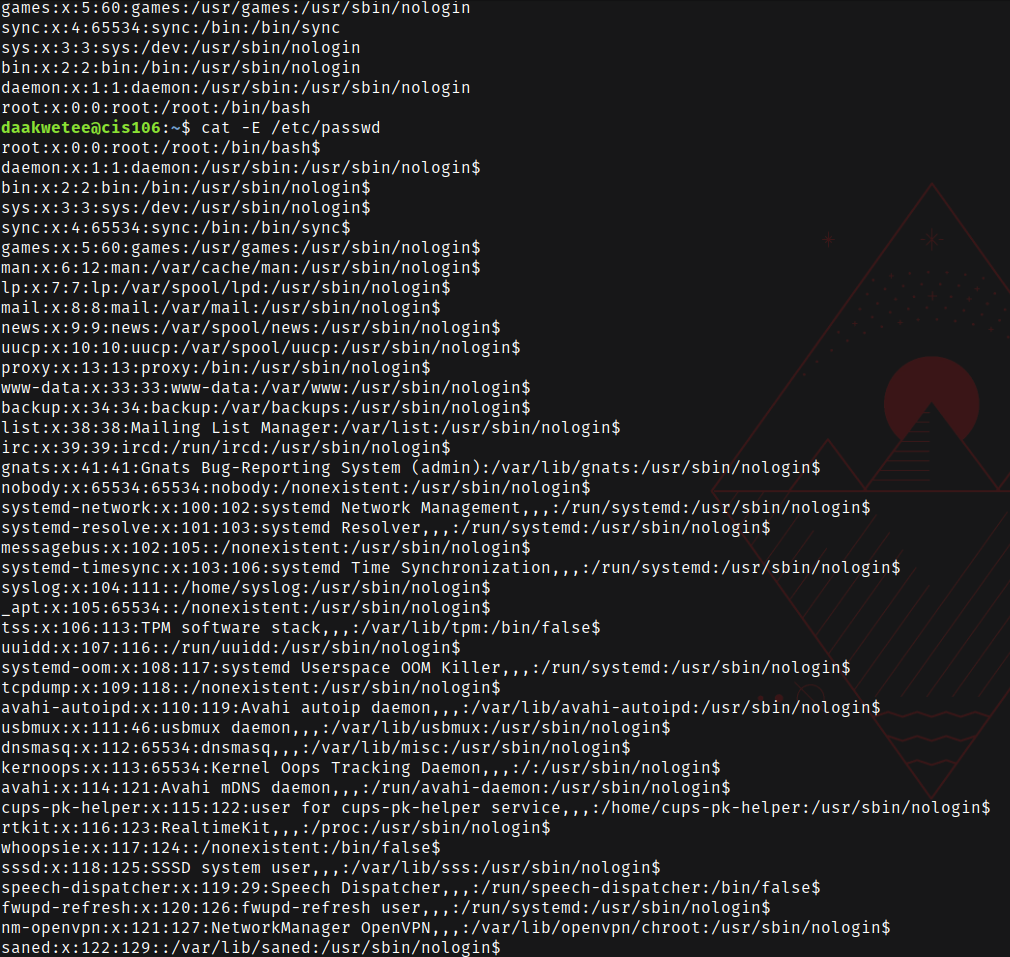 games:x:5:60:games:/usr/games:/usr/sbin/nologin
sync:x:4:65534:sync:/bin:/bin/sync
sys:x:3:3:sys:/dev:/usr/sbin/nologin
bin:x:2:2:bin:/bin:/usr/sbin/nologin
daemon:x:1:1:daemon:/usr/sbin:/usr/sbin/nologin
root:x:0:0:root:/root:/bin/bash
daakwetee@cis106:~$ cat -E /etc/passwd
root:x:0:0:root:/root:/bin/bash$
daemon:x:1:1:daemon:/usr/sbin:/usr/sbin/nologin$
bin:x:2:2:bin:/bin:/usr/sbin/nologin$
sys:x:3:3:sys:/dev:/usr/sbin/nologin$
sync:x:4:65534:sync:/bin:/bin/sync$
games:x:5:60:games:/usr/games:/usr/sbin/nologin$
man:x:6:12:man:/var/cache/man:/usr/sbin/nologin$
lp:x:7:7:lp:/var/spool/lpd:/usr/sbin/nologin$
mail:x:8:8:mail:/var/mail:/usr/sbin/nologin$
news:x:9:9:news:/var/spool/news:/usr/sbin/nologin$
uucp:x:10:10:uucp:/var/spool/uucp:/usr/sbin/nologin$
proxy:x:13:13:proxy:/bin:/usr/sbin/nologin$
www-data:x:33:33:www-data:/var/www:/usr/sbin/nologin$
backup:x:34:34:backup:/var/backups:/usr/sbin/nologin$
list:x:38:38:Mailing List Manager:/var/list:/usr/sbin/nologin$
irc:x:39:39:ircd:/run/ircd:/usr/sbin/nologin$
gnats:x:41:41:Gnats Bug-Reporting System (admin):/var/lib/gnats:/usr/sbin/nologin$
nobody:x:65534:65534:nobody:/nonexistent:/usr/sbin/nologin$
systemd-network:x:100:102:systemd Network Management,,,:/run/systemd:/usr/sbin/nologin$
systemd-resolve:x:101:103:systemd Resolver,,,:/run/systemd:/usr/sbin/nologin$
messagebus:x:102:105::/nonexistent:/usr/sbin/nologin$
systemd-timesync:x:103:106:systemd Time Synchronization,,,:/run/systemd:/usr/sbin/nologin$
syslog:x:104:111::/home/syslog:/usr/sbin/nologin$
_apt:x:105:65534::/nonexistent:/usr/sbin/nologin$
tss:x:106:113:TPM software stack,,,:/var/lib/tpm:/bin/false$
uuidd:x:107:116::/run/uuidd:/usr/sbin/nologin$
systemd-oom:x:108:117:systemd Userspace OOM Killer,,,:/run/systemd:/usr/sbin/nologin$
tcpdump:x:109:118::/nonexistent:/usr/sbin/nologin$
avahi-autoipd:x:110:119:Avahi autoip daemon,,,:/var/lib/avahi-autoipd:/usr/sbin/nologin$
usbmux:x:111:46:usbmux daemon,,,:/var/lib/usbmux:/usr/sbin/nologin$
dnsmasq:x:112:65534:dnsmasq,,,:/var/lib/misc:/usr/sbin/nologin$
kernoops:x:113:65534:Kernel Oops Tracking Daemon,,,:/:/usr/sbin/nologin$
avahi:x:114:121:Avahi mDNS daemon,,,:/run/avahi-daemon:/usr/sbin/nologin$
cups-pk-helper:x:115:122:user for cups-pk-helper service,,,:/home/cups-pk-helper:/usr/sbin/nologin$
rtkit:x:116:123:RealtimeKit,,,:/proc:/usr/sbin/nologin$
whoopsie:x:117:124::/nonexistent:/bin/false$
sssd:x:118:125:SSSD system user,,,:/var/lib/sss:/usr/sbin/nologin$
speech-dispatcher:x:119:29:Speech Dispatcher,,,:/run/speech-dispatcher:/bin/false$
fwupd-refresh:x:120:126:fwupd-refresh user,,,:/run/systemd:/usr/sbin/nologin$
nm-openvpn:x:121:127:NetworkManager OpenVPN,,,:/var/lib/openvpn/chroot:/usr/sbin/nologin$
saned:x:122:129::/var/lib/saned:/usr/sbin/nologin$